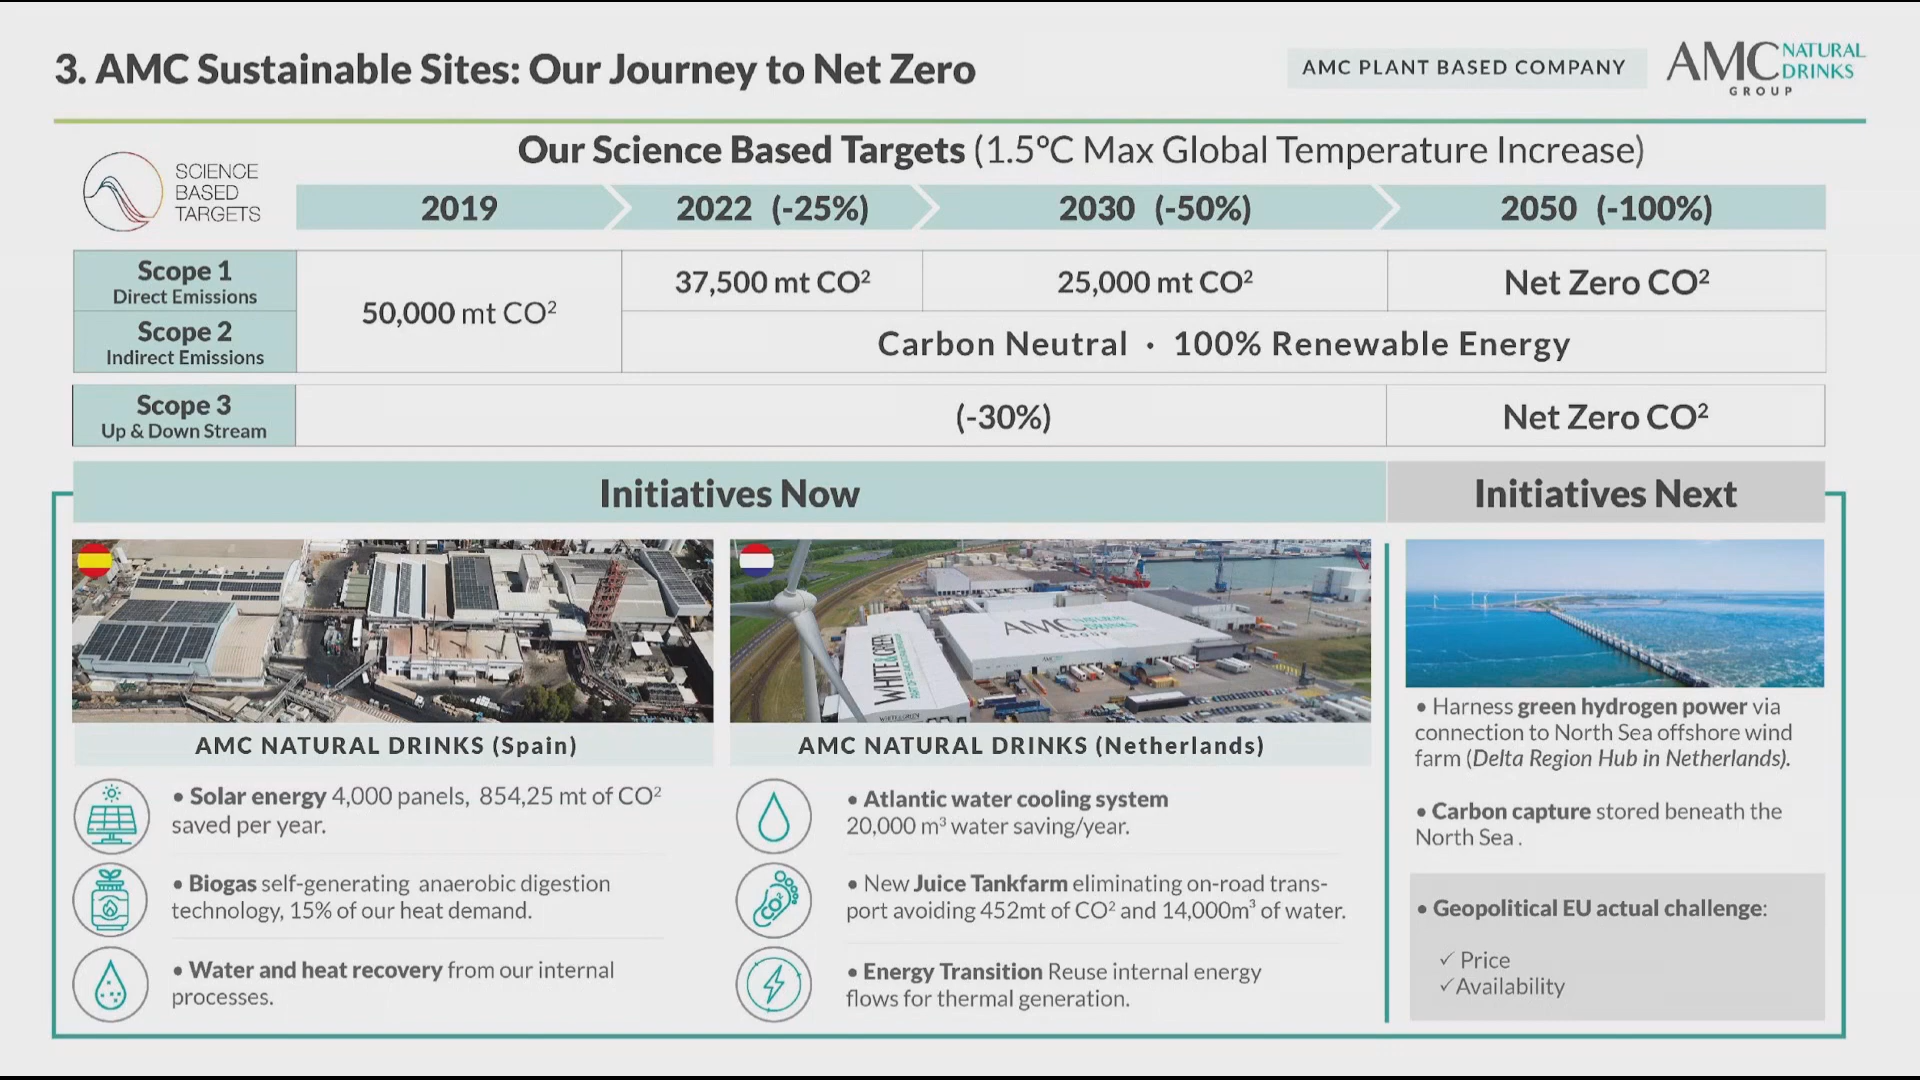 3. AMC Sustainable Sites: Our Journey to Net Zero
AMC PLANT BASED COMPANY
AMC NATURAL DRINKS
GROUP
SCIENCE
BASED
TARGETS
Our Science Based Targets (1.5°C Max Global Temperature Increase)
2019
2022 (-25%)
2030 (-50%)
2050 (-100%)
Scope 1
Direct Emissions
Scope 2
Indirect Emissions
50,000 mt CO²
37,500 mt CO²
25,000 mt CO²
Net Zero CO²
Carbon Neutral · 100% Renewable Energy
Scope 3
Up & Down Stream
(-30%)
Net Zero CO²
Initiatives Now
Initiatives Next
AMC NATURAL DRINKS
GROUP
WHITE & GREEN
AMC NATURAL DRINKS (Spain)
• Solar energy 4,000 panels, 854,25 mt of CO²
saved per year.
• Biogas self-generating anaerobic digestion
technology, 15% of our heat demand.
• Water and heat recovery from our internal
processes.
AMC NATURAL DRINKS (Netherlands)
• Atlantic water cooling system
20,000 m³ water saving/year.
CO²
• New Juice Tankfarm eliminating on-road trans-
port avoiding 452mt of CO² and 14,000m³ of water.
• Energy Transition Reuse internal energy
flows for thermal generation.
• Harness green hydrogen power via
connection to North Sea offshore wind
farm (Delta Region Hub in Netherlands).
• Carbon capture stored beneath the
North Sea .
• Geopolitical EU actual challenge:
✓ Price
✓Availability